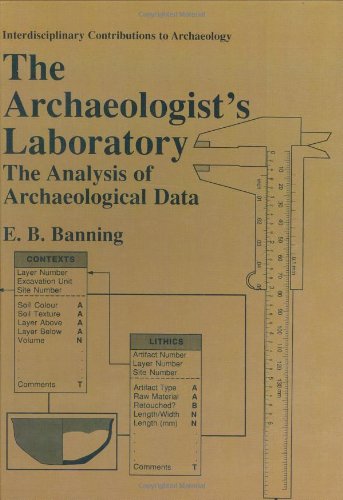 Interdisciplinary Contributions to Archaeology
The
Archaeologist's
Laboratory
The Analysis of
Archaeological Data
E. B. Banning
CONTEXTS
Layer Number
Excavation Unit
Site Number
Soil Colour A
Soil Texture A
Layer Above A
Layer Below A
Volume N
Comments T
LITHICS
Artifact Number
Layer Number
Site Number
Artifact Type A
Raw Material A
Retouched? B
Length/Width N
Length (mm) N
Comments T